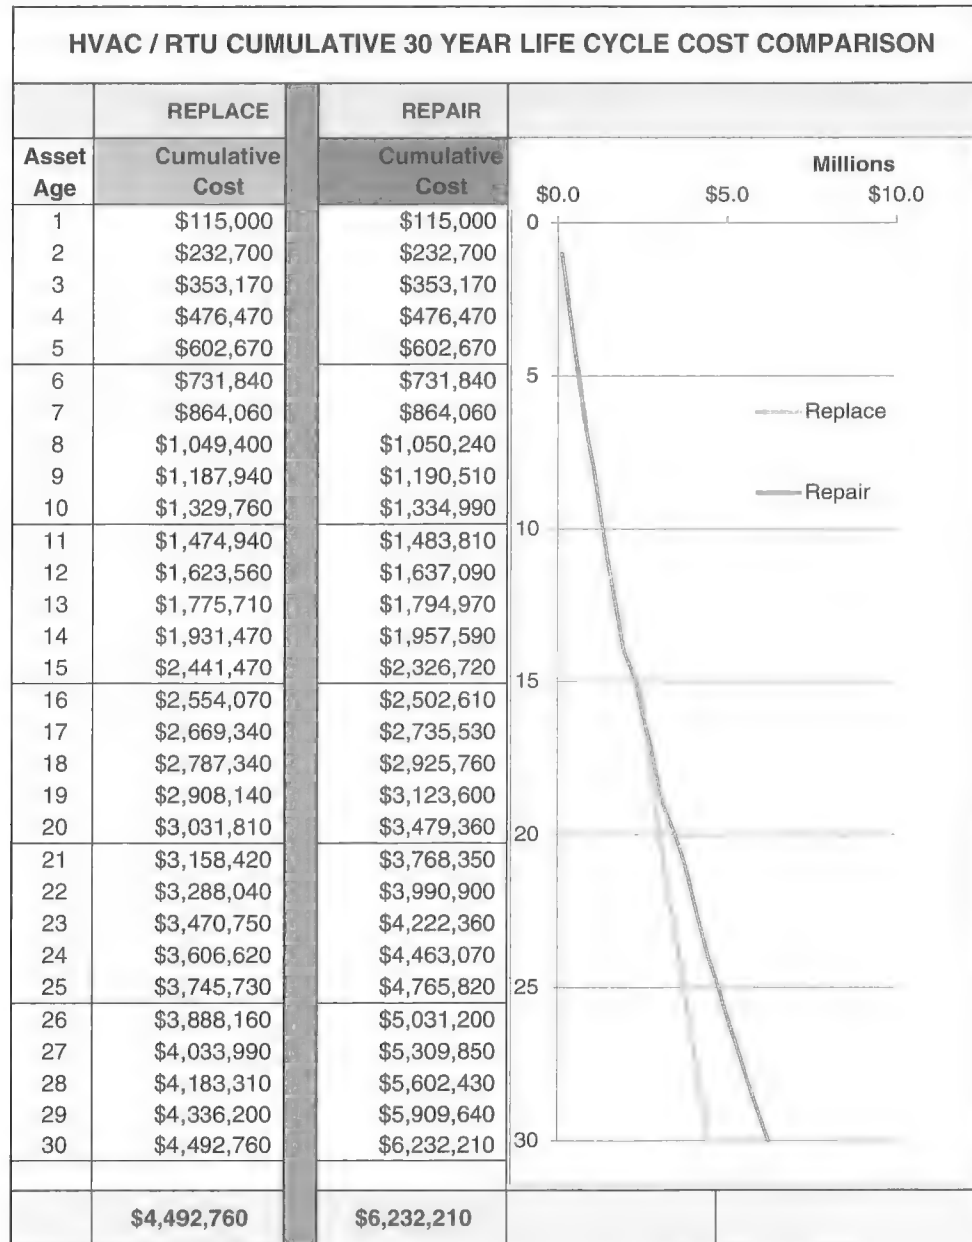 HVAC / RTU CUMULATIVE 30 YEAR LIFE CYCLE COST COMPARISON
REPLACE REPAIR
Asset Age Cumulative Cost Cumulative Cost
1 $115,000 $115,000
2 $232,700 $232,700
3 $353,170 $353,170
4 $476,470 $476,470
5 $602,670 $602,670
6 $731,840 $731,840
7 $864,060 $864,060
8 $1,049,400 $1,050,240
9 $1,187,940 $1,190,510
10 $1,329,760 $1,334,990
11 $1,474,940 $1,483,810
12 $1,623,560 $1,637,090
13 $1,775,710 $1,794,970
14 $1,931,470 $1,957,590
15 $2,441,470 $2,326,720
16 $2,554,070 $2,502,610
17 $2,669,340 $2,735,530
18 $2,787,340 $2,925,760
19 $2,908,140 $3,123,600
20 $3,031,810 $3,479,360
21 $3,158,420 $3,768,350
22 $3,288,040 $3,990,900
23 $3,470,750 $4,222,360
24 $3,606,620 $4,463,070
25 $3,745,730 $4,765,820
26 $3,888,160 $5,031,200
27 $4,033,990 $5,309,850
28 $4,183,310 $5,602,430
29 $4,336,200 $5,909,640
30 $4,492,760 $6,232,210
$4,492,760 $6,232,210
Millions
$0.0 $5.0 $10.0
0
5
Replace
Repair
10
15
20
25
30